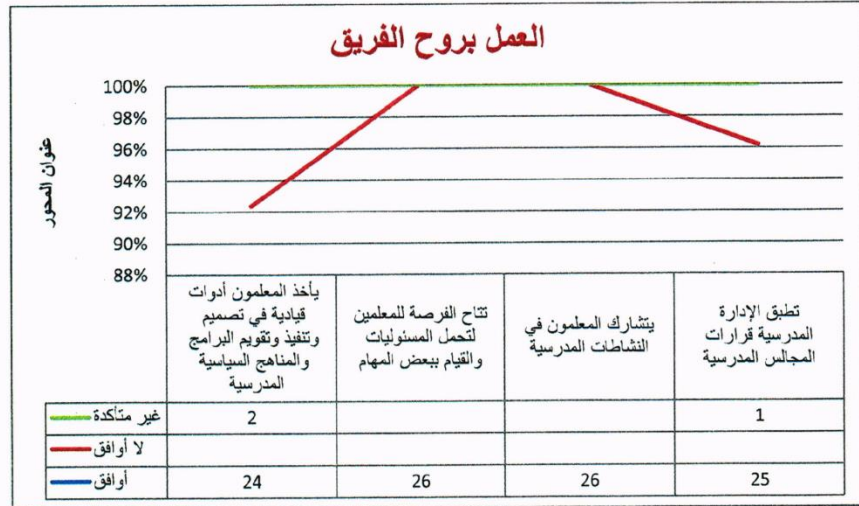 العمل بروح الفريق
100%
98%
96%
94%
92%
90%
88%
عنوان المحور
يأخذ المعلمون أدوات
قيادية في تصميم
وتنفيذ وتقويم البرامج
والمناهج السياسية
المدرسية
تتاح الفرصة للمعلمين
لتحمل المسئوليات
والقيام ببعض المهام
يتشارك المعلمون في
النشاطات المدرسية
تطبق الإدارة
المدرسية قرارات
المجالس المدرسية
غير متأكدة 2 1
لا أوافق
أوافق 24 26 26 25